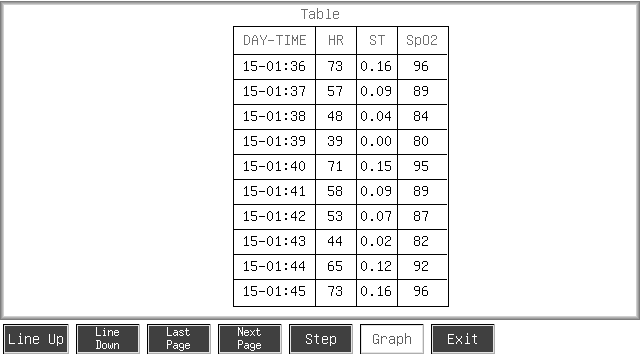 Table
DAY-TIME HR ST SpO2
15-01:36 73 0.16 96
15-01:37 57 0.09 89
15-01:38 48 0.04 84
15-01:39 39 0.00 80
15-01:40 71 0.15 95
15-01:41 58 0.09 89
15-01:42 53 0.07 87
15-01:43 44 0.02 82
15-01:44 65 0.12 92
15-01:45 73 0.16 96
Line Up
Line
Down
Last
Page
Next
Page
Step
Graph
Exit